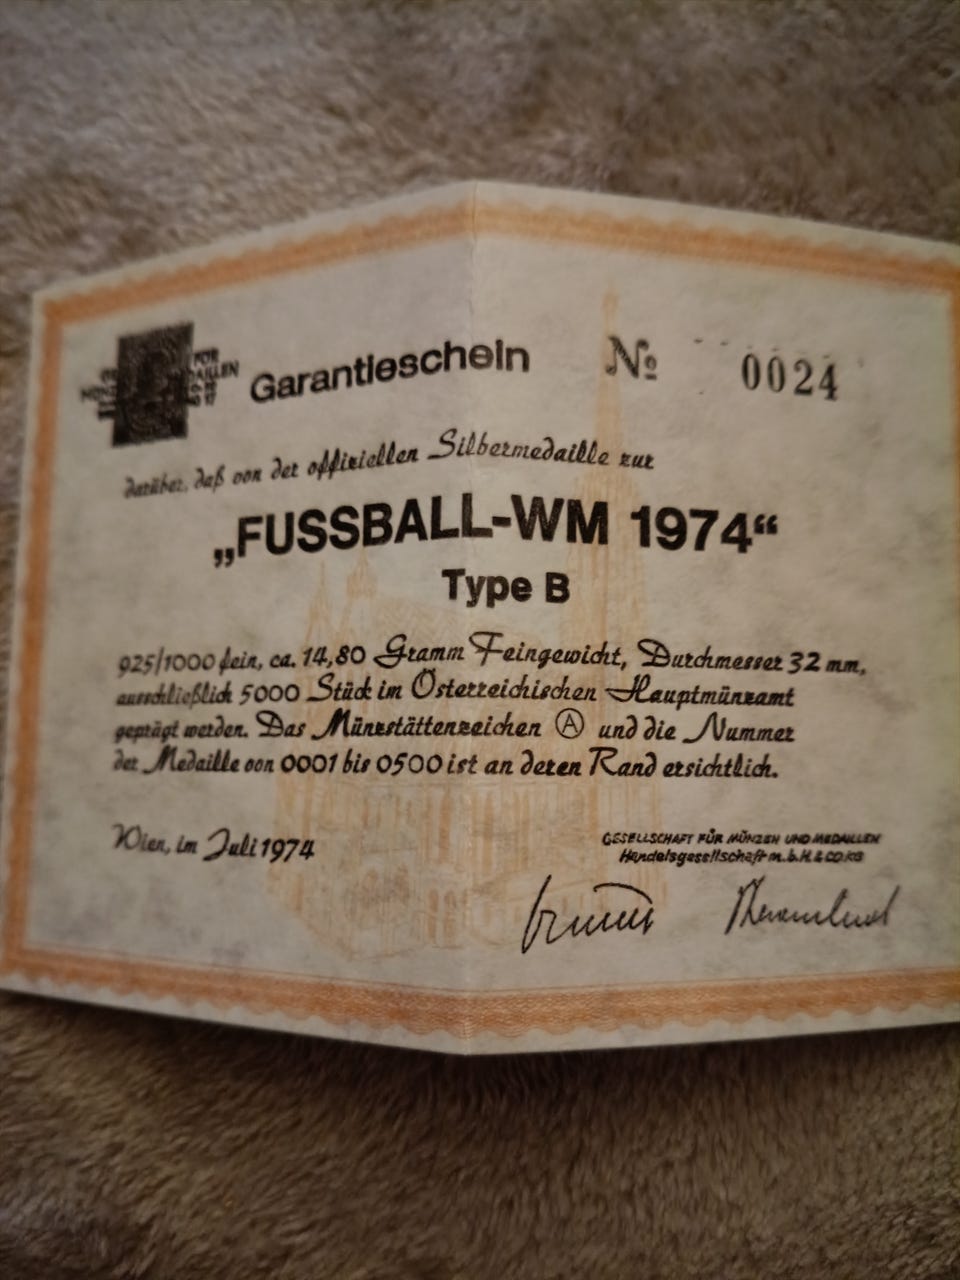 FÜR
Garantieschein № 0024
darüber, daß von der offiziellen Silbermedaille zur
„FUSSBALL-WM 1974“
Type B
925/1000 fein, ca. 14,80 Gramm Feingewicht, Durchmesser 32 mm,
ausschließlich 5000 Stück im Österreichischen Hauptmünzamt
geprägt werden. Das Münzstättenzeichen Ⓐ und die Nummer
der Medaille von 0001 bis 0500 ist an deren Rand ersichtlich.
Wien, im Juli 1974
GESELLSCHAFT FÜR MÜNZEN UND MEDAILLEN
Handelsgesellschaft m. b. H. & CO KG